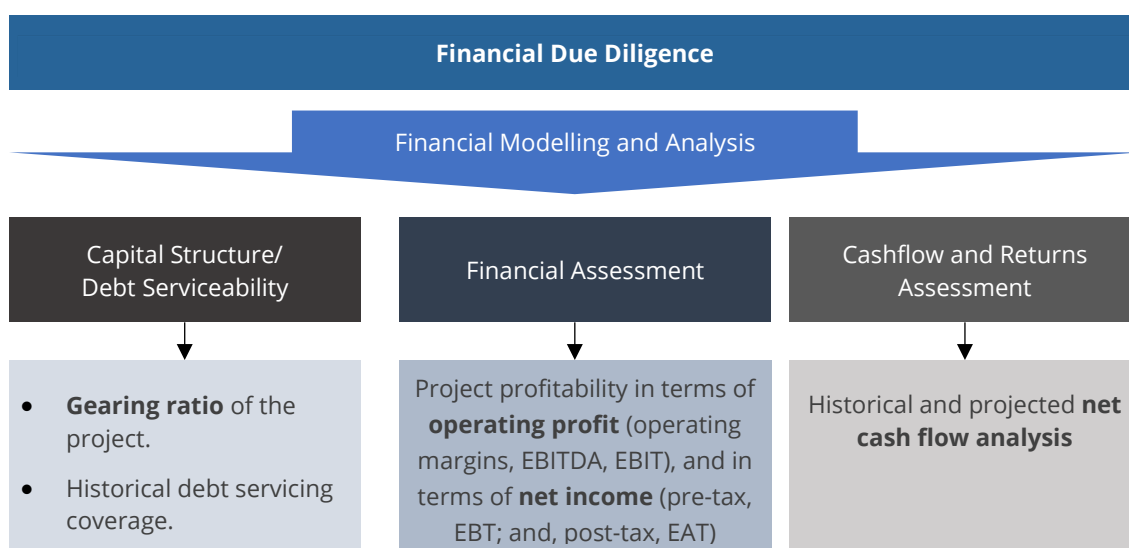 Financial Due Diligence
Financial Modelling and Analysis
Capital Structure/
Debt Serviceability
Financial Assessment
Cashflow and Returns
Assessment
• Gearing ratio of the
project.
• Historical debt servicing
coverage.
Project profitability in terms of
operating profit (operating
margins, EBITDA, EBIT), and in
terms of net income (pre-tax,
EBT; and, post-tax, EAT)
Historical and projected net
cash flow analysis